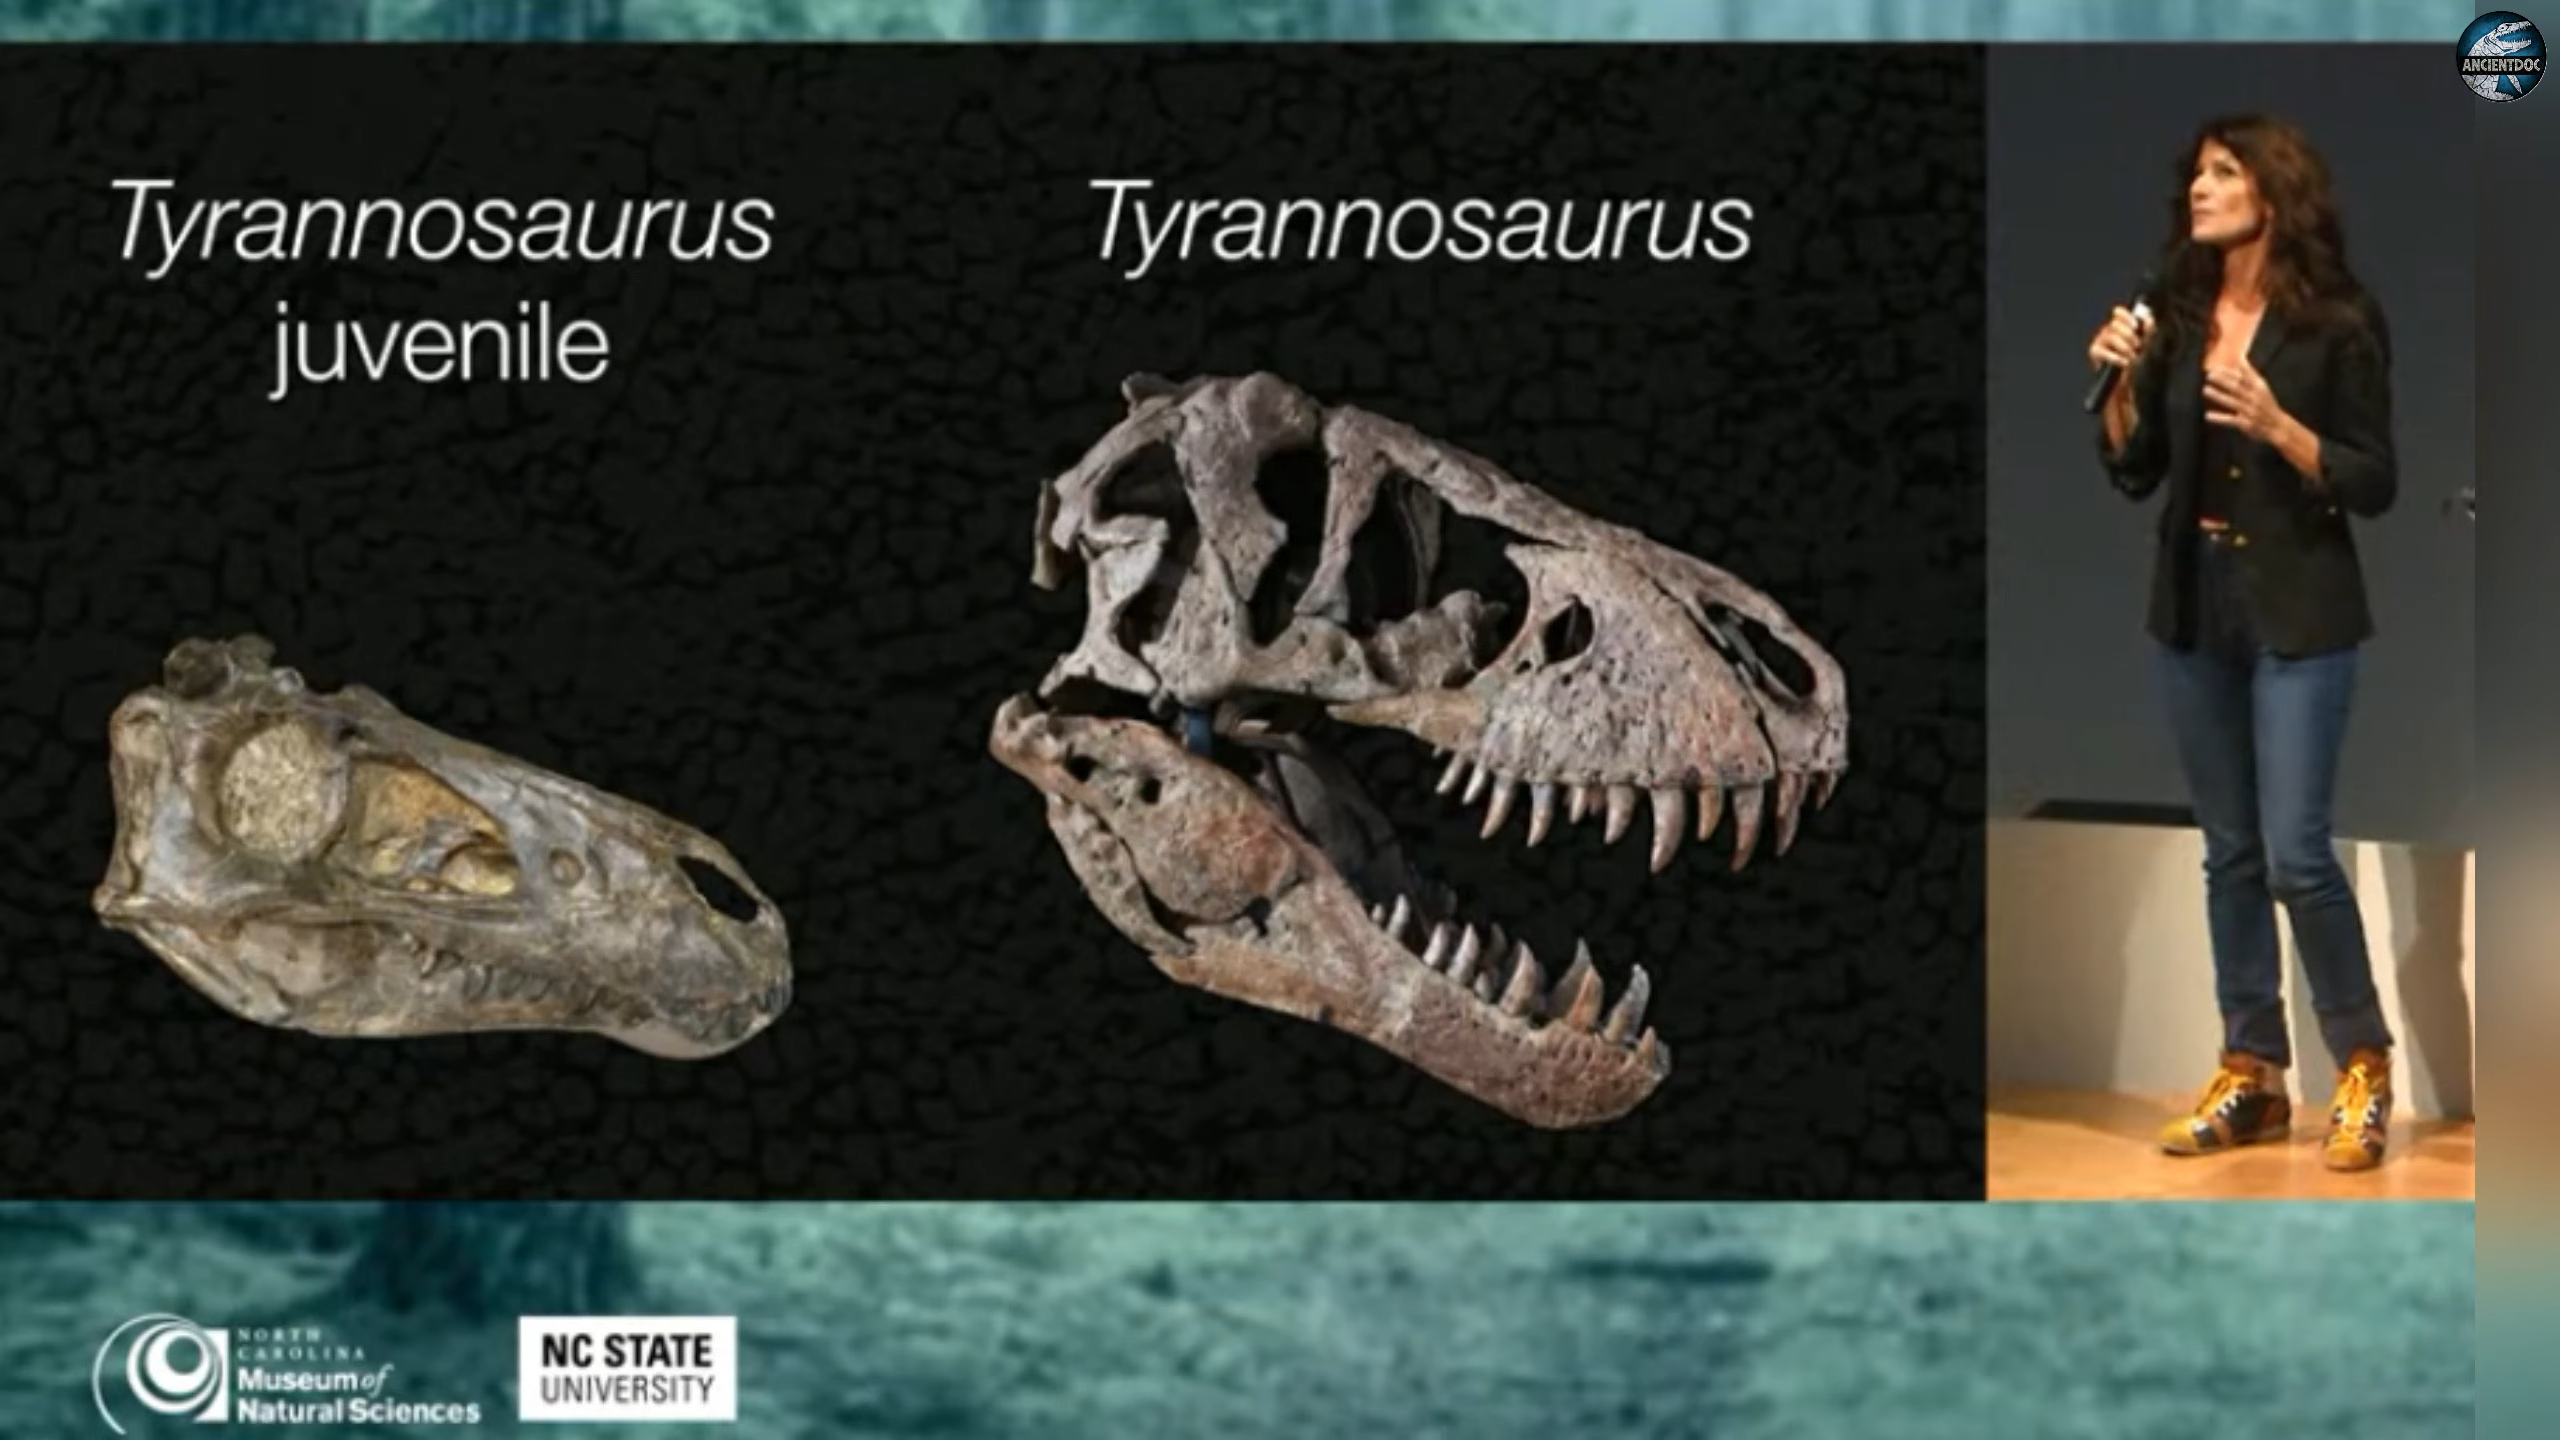 ANCIENTDOC
Tyrannosaurus
juvenile
Tyrannosaurus
NORTH
CAROLINA
Museum of
Natural Sciences
NC STATE
UNIVERSITY